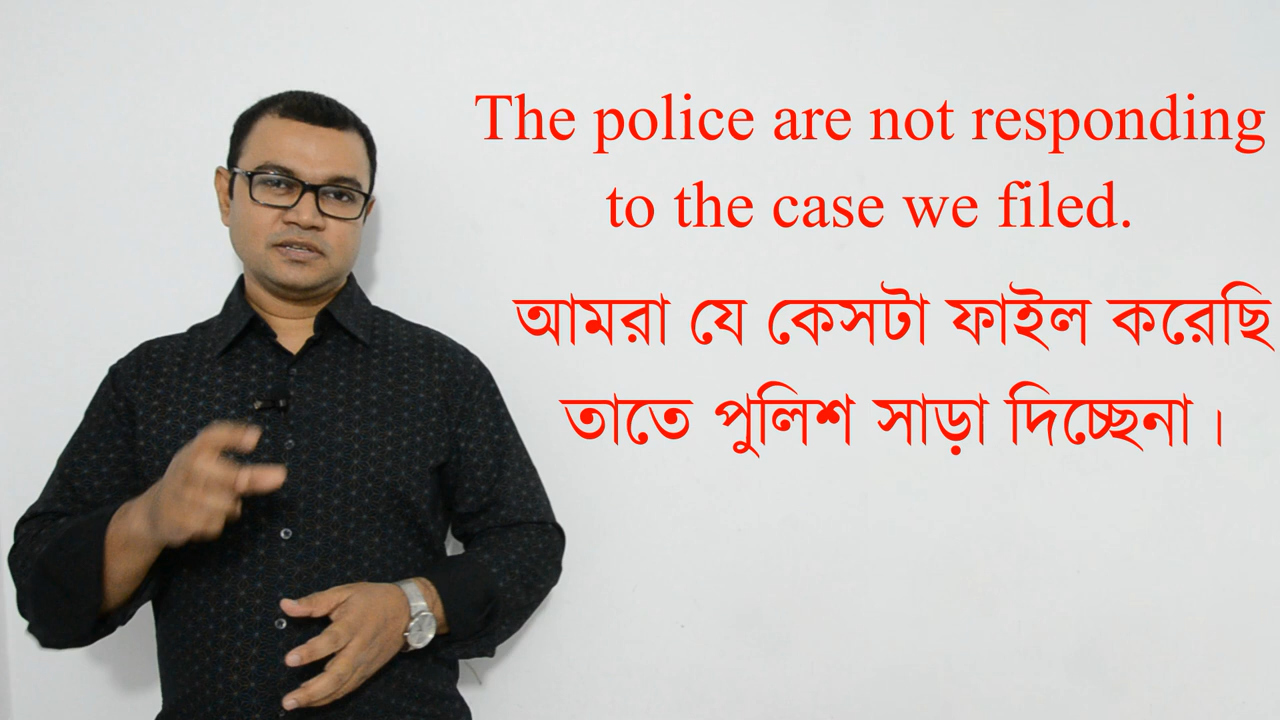 The police are not responding
to the case we filed.
আমরা যে কেসটা ফাইল করেছি
তাতে পুলিশ সাড়া দিচ্ছেনা।